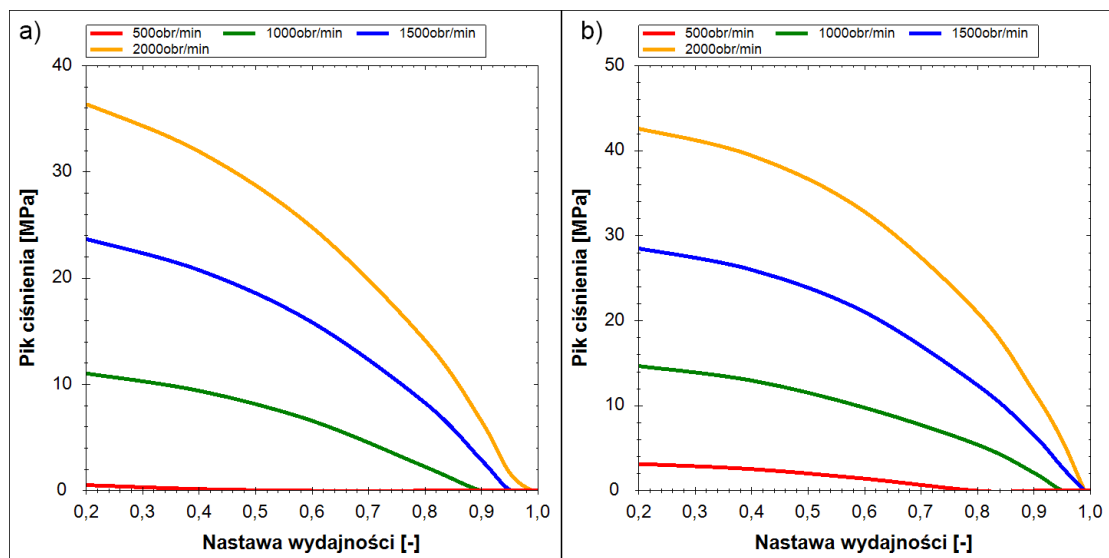 a)
500obr/min 1000obr/min 1500obr/min
2000obr/min
40
30
20
10
0
Pik ciśnienia [MPa]
0,2 0,3 0,4 0,5 0,6 0,7 0,8 0,9 1,0
Nastawa wydajności [-]
b)
500obr/min 1000obr/min 1500obr/min
2000obr/min
50
40
30
20
10
0
Pik ciśnienia [MPa]
0,2 0,3 0,4 0,5 0,6 0,7 0,8 0,9 1,0
Nastawa wydajności [-]